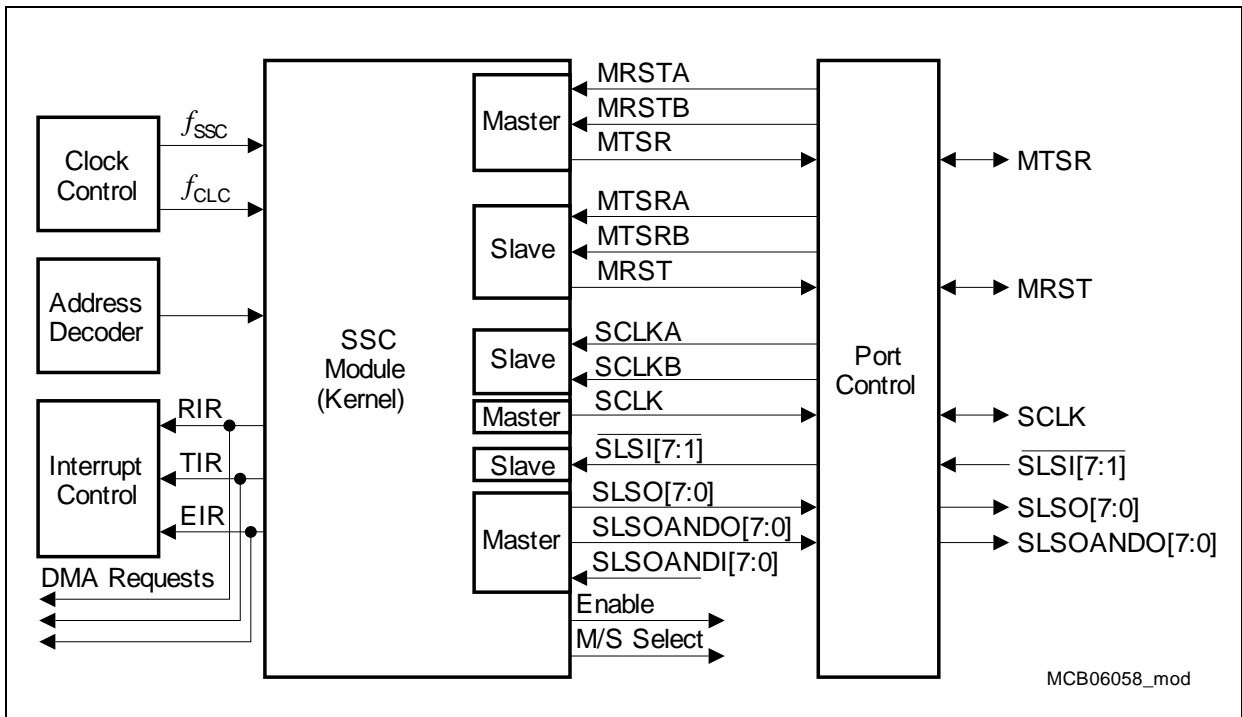 Clock
Control
fSSC
fCLC
Address
Decoder
Interrupt
Control
RIR
TIR
EIR
DMA Requests
SSC
Module
(Kernel)
Master
Slave
Slave
Master
Slave
Master
MRSTA
MRSTB
MTSR
MTSRA
MTSRB
MRST
SCLKA
SCLKB
SCLK
SLSI[7:1]
SLSO[7:0]
SLSOANDO[7:0]
SLSOANDI[7:0]
Enable
M/S Select
Port
Control
MTSR
MRST
SCLK
SLSI[7:1]
SLSO[7:0]
SLSOANDO[7:0]
MCB06058_mod